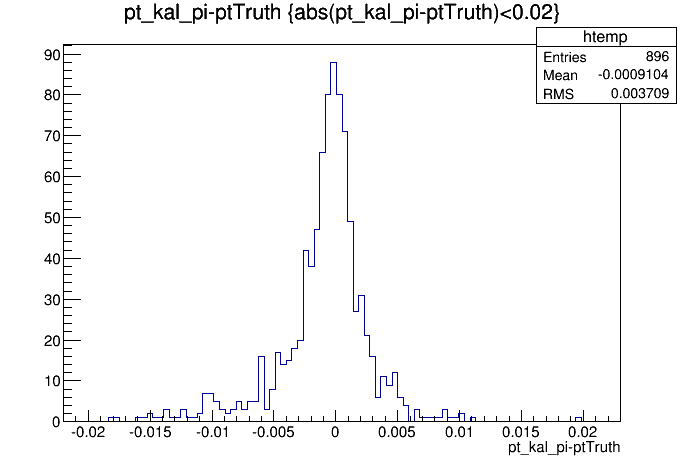 pt_kal_pi-ptTruth {abs(pt_kal_pi-ptTruth)<0.02}
htemp
Entries 896
Mean -0.0009104
RMS 0.003709
90
80
70
60
50
40
30
20
10
0
-0.02 -0.015 -0.01 -0.005 0 0.005 0.01 0.015 0.02
pt_kal_pi-ptTruth